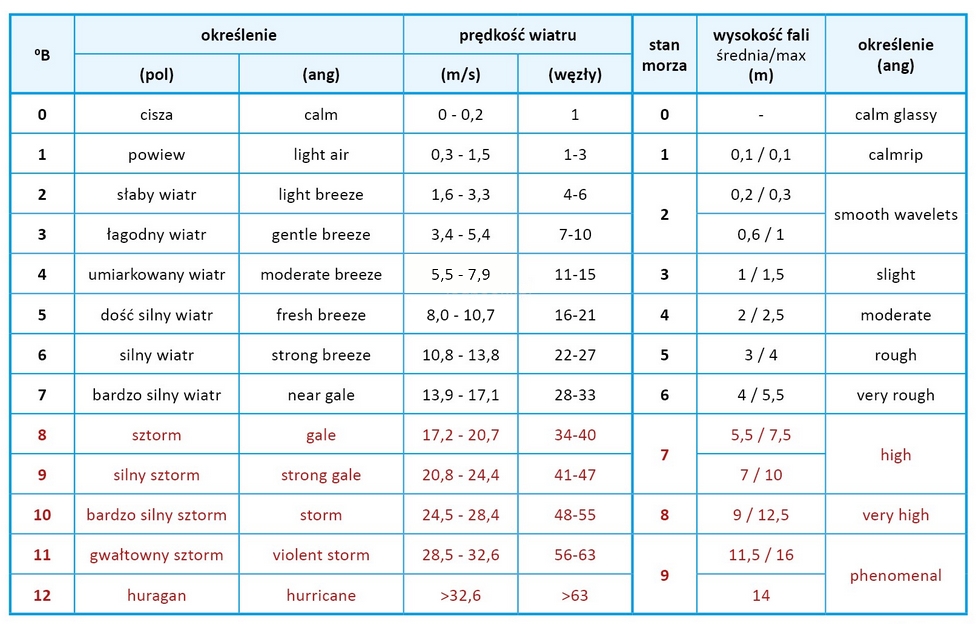 ºB określenie prędkość wiatru stan morza wysokość fali średnia/max (m) określenie (ang)
(pol) (ang) (m/s) (węzły)
0 cisza calm 0 - 0,2 1 0 - calm glassy
1 powiew light air 0,3 - 1,5 1-3 1 0,1 / 0,1 calmrip
2 słaby wiatr light breeze 1,6 - 3,3 4-6 2 0,2 / 0,3 smooth wavelets
3 łagodny wiatr gentle breeze 3,4 - 5,4 7-10 0,6 / 1
4 umiarkowany wiatr moderate breeze 5,5 - 7,9 11-15 3 1 / 1,5 slight
5 dość silny wiatr fresh breeze 8,0 - 10,7 16-21 4 2 / 2,5 moderate
6 silny wiatr strong breeze 10,8 - 13,8 22-27 5 3 / 4 rough
7 bardzo silny wiatr near gale 13,9 - 17,1 28-33 6 4 / 5,5 very rough
8 sztorm gale 17,2 - 20,7 34-40 7 5,5 / 7,5 high
9 silny sztorm strong gale 20,8 - 24,4 41-47 7 / 10
10 bardzo silny sztorm storm 24,5 - 28,4 48-55 8 9 / 12,5 very high
11 gwałtowny sztorm violent storm 28,5 - 32,6 56-63 9 11,5 / 16 phenomenal
12 huragan hurricane >32,6 >63 14